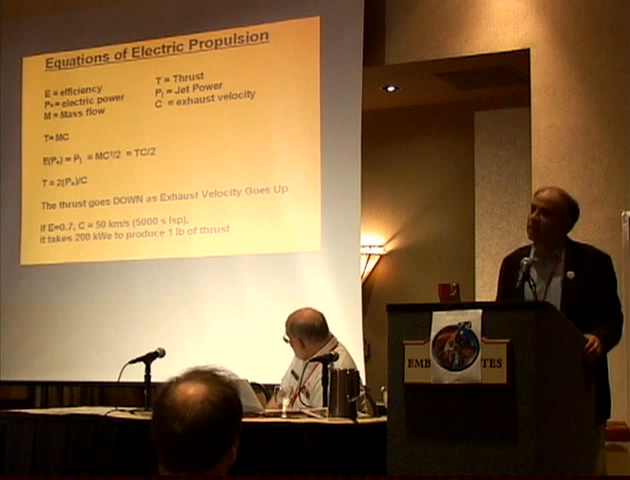 Equations of Electric Propulsion
E = efficiency
Pe = electric power
M = Mass flow
T = Thrust
Pj = Jet Power
C = exhaust velocity
T= MC
E(Pe) = Pj = MC²/2 = TC/2
T = 2(Pe)/C
The thrust goes DOWN as Exhaust Velocity Goes Up
If E=0.7, C = 50 km/s (5000 s Isp),
it takes 200 kWe to produce 1 lb of thrust
EMB TES